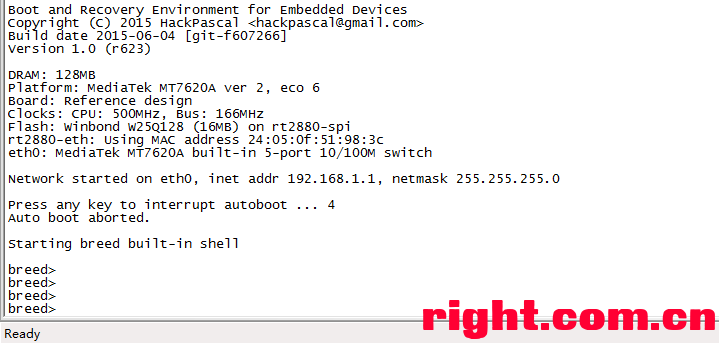 Boot and Recovery Environment for Embedded Devices
Copyright (C) 2015 HackPascal <hackpascal@gmail.com>
Build date 2015-06-04 [git-f607266]
Version 1.0 (r623)
DRAM: 128MB
Platform: MediaTek MT7620A ver 2, eco 6
Board: Reference design
Clocks: CPU: 500MHz, Bus: 166MHz
Flash: Winbond W25Q128 (16MB) on rt2880-spi
rt2880-eth: Using MAC address 24:05:0f:51:98:3c
eth0: MediaTek MT7620A built-in 5-port 10/100M switch
Network started on eth0, inet addr 192.168.1.1, netmask 255.255.255.0
Press any key to interrupt autoboot ... 4
Auto boot aborted.
Starting breed built-in shell
breed>
breed>
breed>
breed>
right.com.cn
Ready